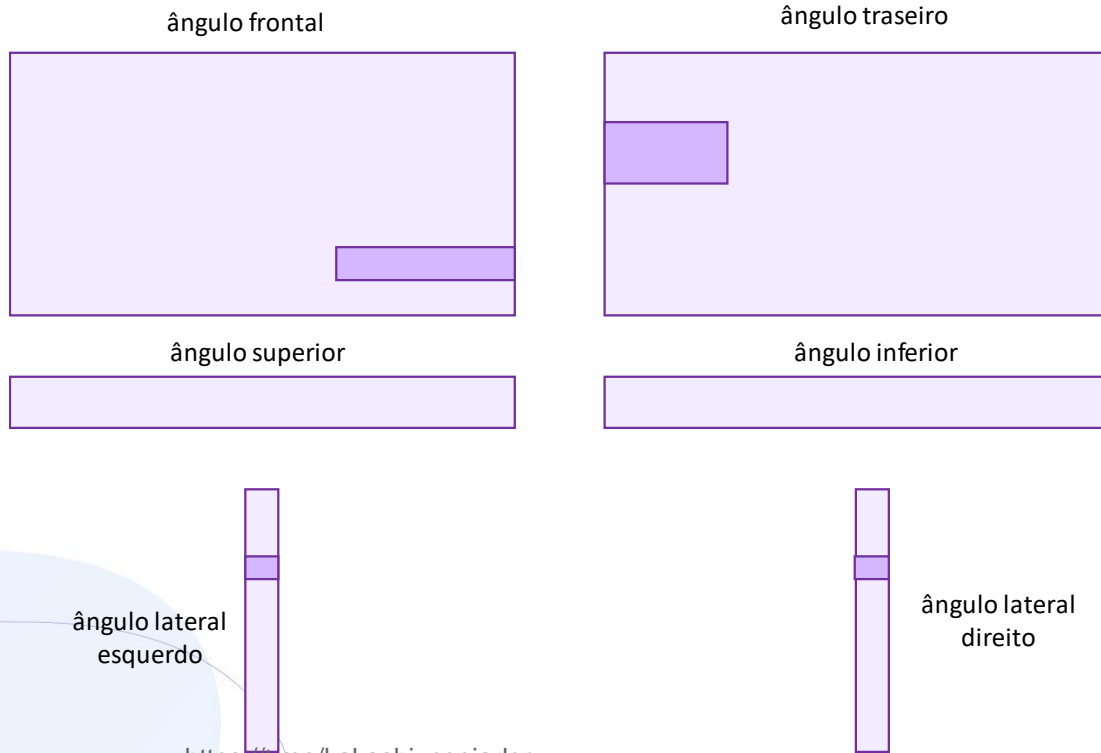 ângulo frontal
ângulo traseiro
ângulo superior
ângulo inferior
ângulo lateral
esquerdo
ângulo lateral
direito